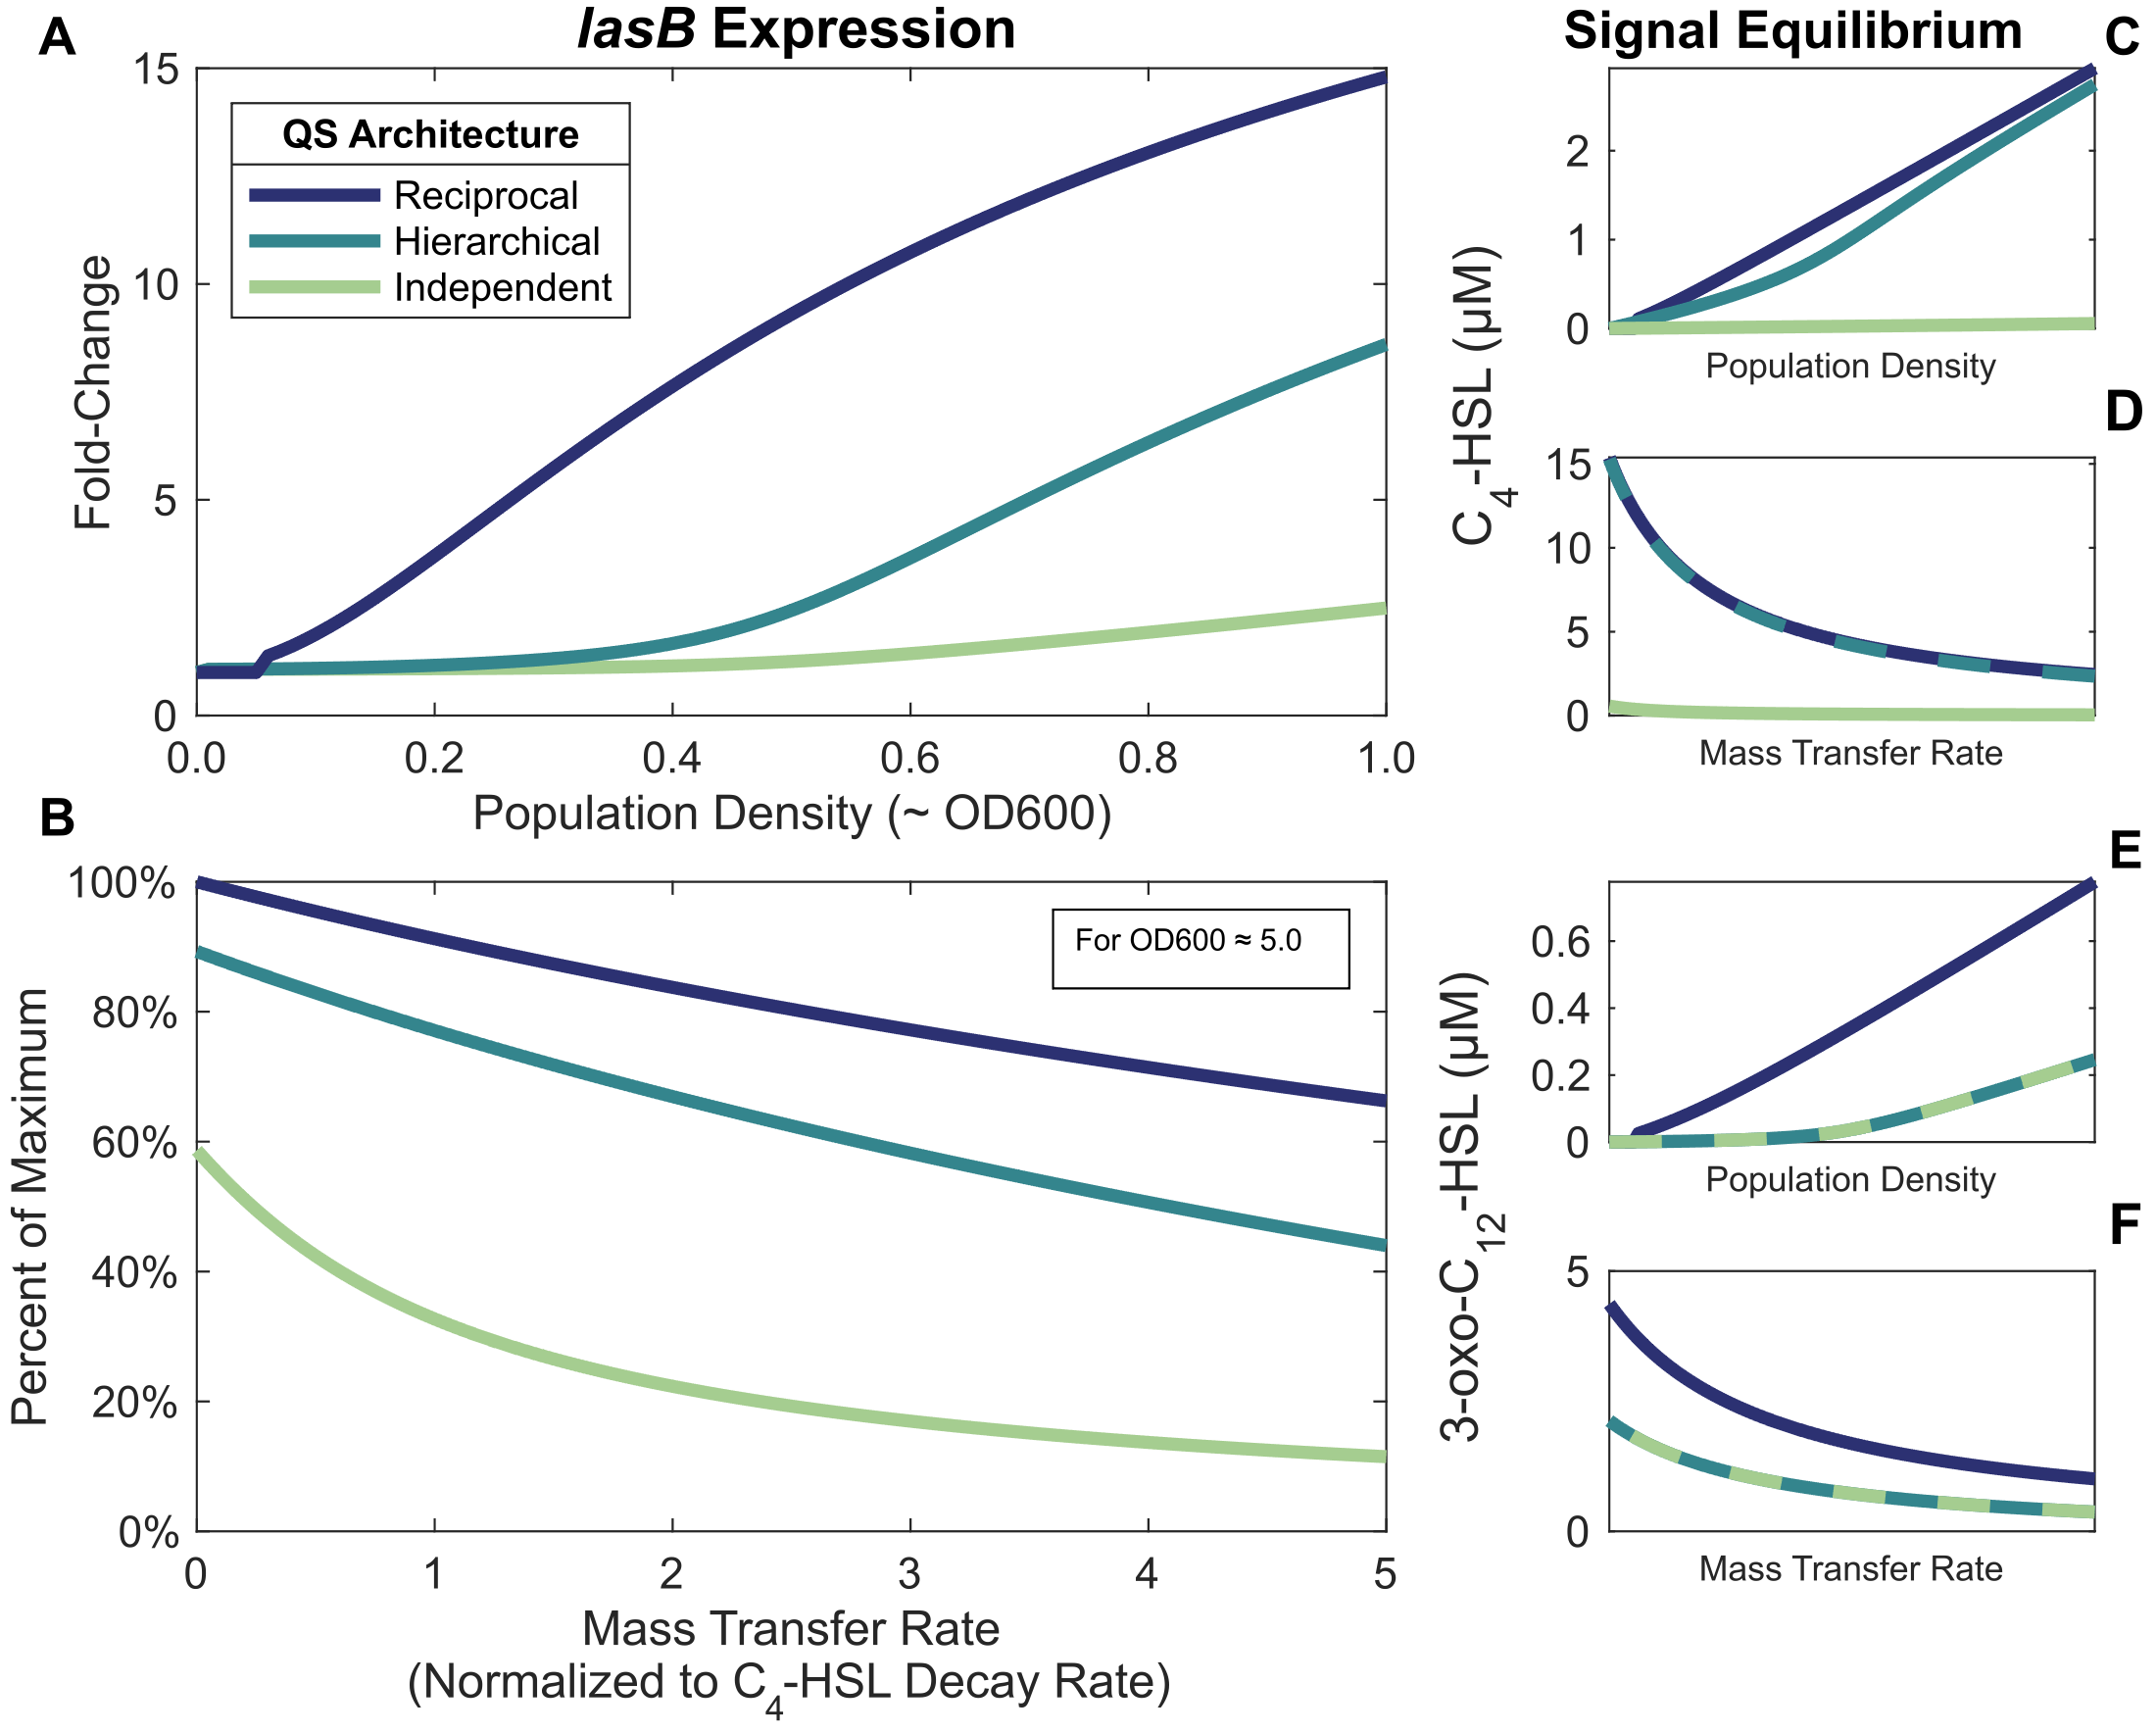 A
lasB Expression
15
10
5
0
Fold-Change
QS Architecture
Reciprocal
Hierarchical
Independent
0.0 0.2 0.4 0.6 0.8 1.0
Population Density (~ OD600)
B
100%
80%
60%
40%
20%
0%
Percent of Maximum
For OD600 ≈ 5.0
0 1 2 3 4 5
Mass Transfer Rate
(Normalized to C4-HSL Decay Rate)
Signal Equilibrium
C
2
1
0
Population Density
C4-HSL (µM)
D
15
10
5
0
Mass Transfer Rate
E
0.6
0.4
0.2
0
Population Density
3-oxo-C12-HSL (µM)
F
5
0
Mass Transfer Rate